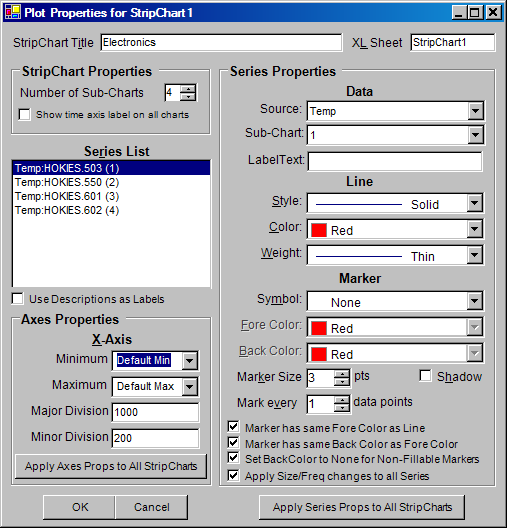 Plot Properties for StripChart1
StripChart Title Electronics XL Sheet StripChart1
StripChart Properties
Number of Sub-Charts 4
Show time axis label on all charts
Series List
Temp:HOKIES.503 (1)
Temp:HOKIES.550 (2)
Temp:HOKIES.601 (3)
Temp:HOKIES.602 (4)
Use Descriptions as Labels
Axes Properties
X-Axis
Minimum Default Min
Maximum Default Max
Major Division 1000
Minor Division 200
Apply Axes Props to All StripCharts
OK Cancel
Series Properties
Data
Source: Temp
Sub-Chart: 1
LabelText:
Line
Style: Solid
Color: Red
Weight: Thin
Marker
Symbol: None
Fore Color: Red
Back Color: Red
Marker Size 3 pts Shadow
Mark every 1 data points
Marker has same Fore Color as Line
Marker has same Back Color as Fore Color
Set BackColor to None for Non-Fillable Markers
Apply Size/Freq changes to all Series
Apply Series Props to All StripCharts